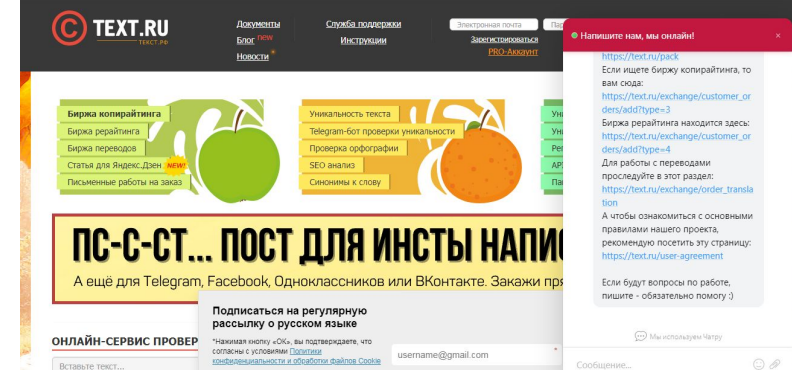 TEXT.RU
ТЕКСТ.РФ
Документы
Блог new
Новости
Служба поддержки
Инструкции
Электронная почта
Зарегистрироваться
PRO-Аккаунт
Напишите нам, мы онлайн! ×
Биржа копирайтинга
Биржа рерайтинга
Биржа переводов
Статья для Яндекс.Дзен NEW!
Письменные работы на заказ
Уникальность текста
Telegram-бот проверки уникальности
Проверка орфографии
SEO анализ
Синонимы к слову
ПС-С-СТ... ПОСТ ДЛЯ ИНСТЫ НАПИ
А ещё для Telegram, Facebook, Одноклассников или ВКонтакте. Закажи пря
ОНЛАЙН-СЕРВИС ПРОВЕР
Вставьте текст...
Подписаться на регулярную
рассылку о русском языке
*Нажимая кнопку «ОК», вы подтверждаете, что
согласны с условиями Политики
конфиденциальности и обработки файлов Cookie
username@gmail.com *
https://text.ru/pack
Если ищете биржу копирайтинга, то
вам сюда:
https://text.ru/exchange/customer_or
ders/add?type=3
Биржа рерайтинга находится здесь:
https://text.ru/exchange/customer_or
ders/add?type=4
Для работы с переводами
проследуйте в этот раздел:
https://text.ru/exchange/order_transla
tion
А чтобы ознакомиться с основными
правилами нашего проекта,
рекомендую посетить эту страницу:
https://text.ru/user-agreement
Если будут вопросы по работе,
пишите - обязательно помогу :)
Мы используем Чатру
Сообщение...